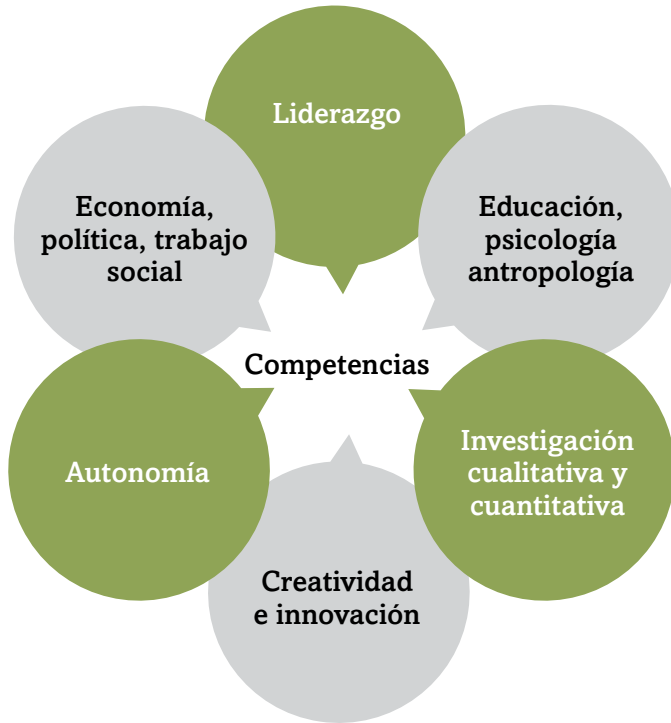 Liderazgo
Economía,
política, trabajo
social
Educación,
psicología
antropología
Competencias
Autonomía
Investigación
cualitativa y
cuantitativa
Creatividad
e innovación